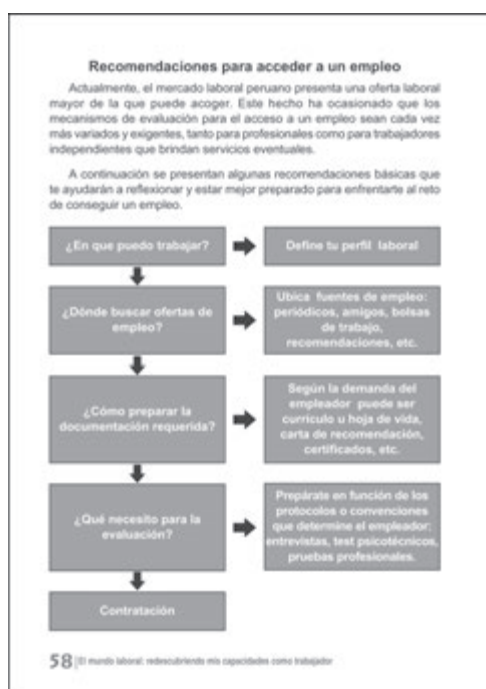 Recomendaciones para acceder a un empleo
Actualmente, el mercado laboral peruano presenta una oferta laboral
mayor de la que puede acoger. Este hecho ha ocasionado que los
mecanismos de evaluación para el acceso a un empleo sean cada vez
más variados y exigentes, tanto para profesionales como para trabajadores
independientes que brindan servicios eventuales.
A continuación se presentan algunas recomendaciones básicas que
te ayudarán a reflexionar y estar mejor preparado para enfrentarte al reto
de conseguir un empleo.
¿En que puedo trabajar?
Define tu perfil laboral
¿Dónde buscar ofertas de
empleo?
Ubica fuentes de empleo:
periódicos, amigos, bolsas
de trabajo,
recomendaciones, etc.
¿Cómo preparar la
documentación requerida?
Según la demanda del
empleador puede ser
currículo u hoja de vida,
carta de recomendación,
certificados, etc.
¿Qué necesito para la
evaluación?
Prepárate en función de los
protocolos o convenciones
que determine el empleador:
entrevistas, test psicotécnicos,
pruebas profesionales.
Contratación
58 El mundo laboral: redescubriendo mis capacidades como trabajador